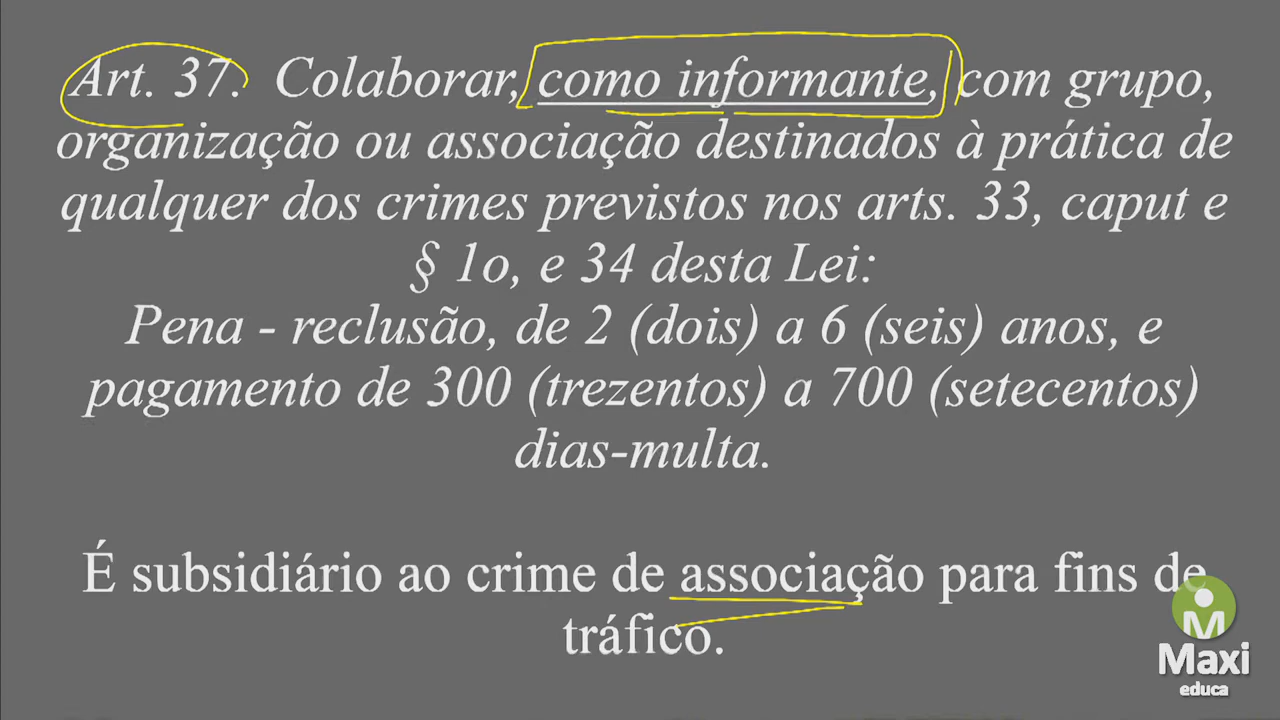 Art. 37. Colaborar, como informante, com grupo,
organização ou associação destinados à prática de
qualquer dos crimes previstos nos arts. 33, caput e
§ 1o, e 34 desta Lei:
Pena - reclusão, de 2 (dois) a 6 (seis) anos, e
pagamento de 300 (trezentos) a 700 (setecentos)
dias-multa.
É subsidiário ao crime de associação para fins de
tráfico.
M
Maxi
educa